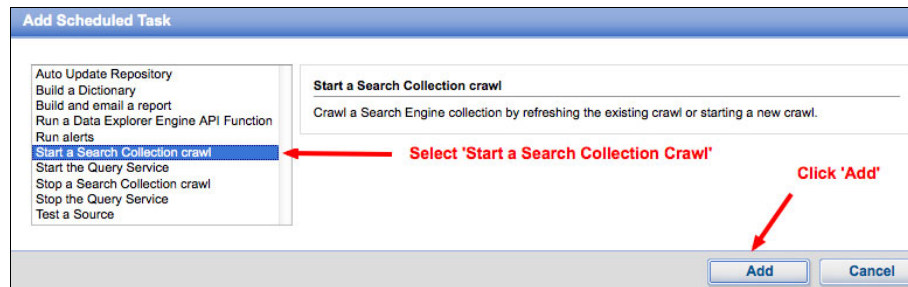 Add Scheduled Task
Auto Update Repository
Build a Dictionary
Build and email a report
Run a Data Explorer Engine API Function
Run alerts
Start a Search Collection crawl
Start the Query Service
Stop a Search Collection crawl
Stop the Query Service
Test a Source
Start a Search Collection crawl
Crawl a Search Engine collection by refreshing the existing crawl or starting a new crawl.
Select 'Start a Search Collection Crawl'
Click 'Add'
Add
Cancel